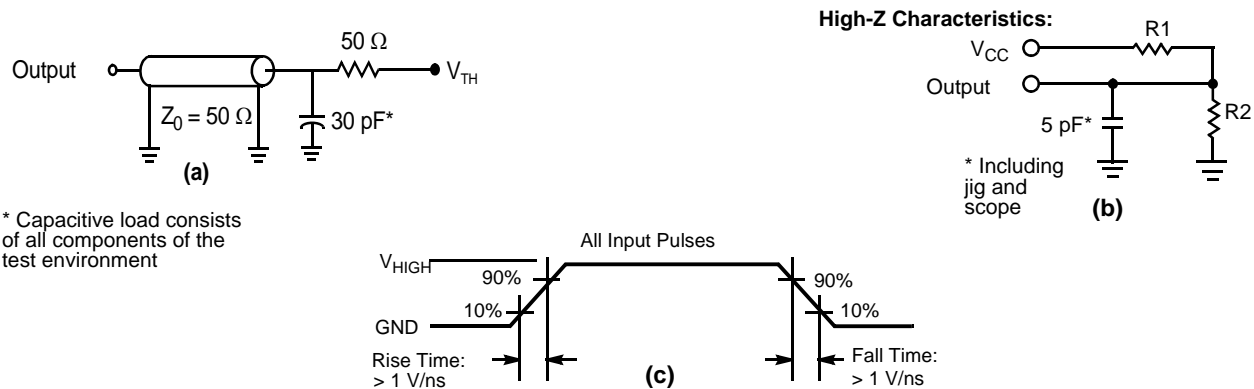 50 Ω
Output
V_TH
Z_0 = 50 Ω
30 pF*
(a)
* Capacitive load consists
of all components of the
test environment
High-Z Characteristics:
R1
V_CC
Output
R2
5 pF*
* Including
jig and
scope
(b)
All Input Pulses
V_HIGH
90%
90%
10%
10%
GND
Rise Time:
> 1 V/ns
(c)
Fall Time:
> 1 V/ns